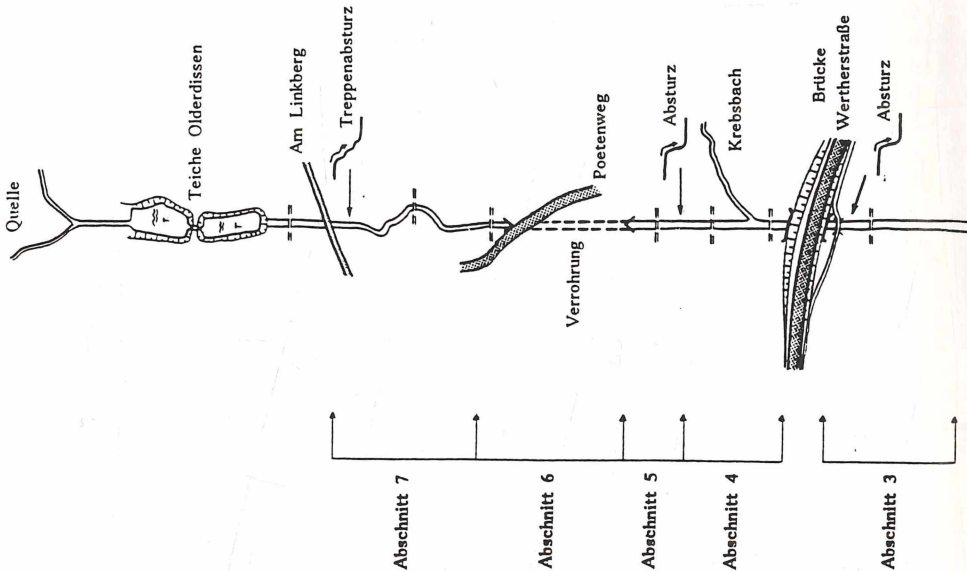 Quelle
Teiche Olderdissen
Am Linkberg
Treppenabsturz
Poetenweg
Verrohrung
Absturz
Krebsbach
Brücke
Wertherstraße
Absturz
Abschnitt 7
Abschnitt 6
Abschnitt 5
Abschnitt 4
Abschnitt 3